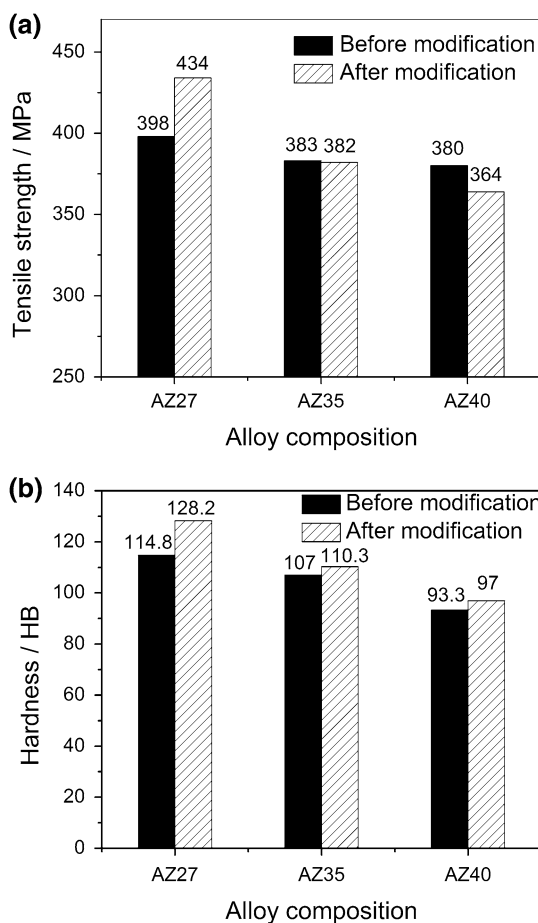 (a)
Before modification
After modification
450
400
350
300
250
Tensile strength / MPa
398
434
383
382
380
364
AZ27
AZ35
AZ40
Alloy composition
(b)
Before modification
After modification
140
120
100
80
60
40
20
0
Hardness / HB
114.8
128.2
107
110.3
93.3
97
AZ27
AZ35
AZ40
Alloy composition